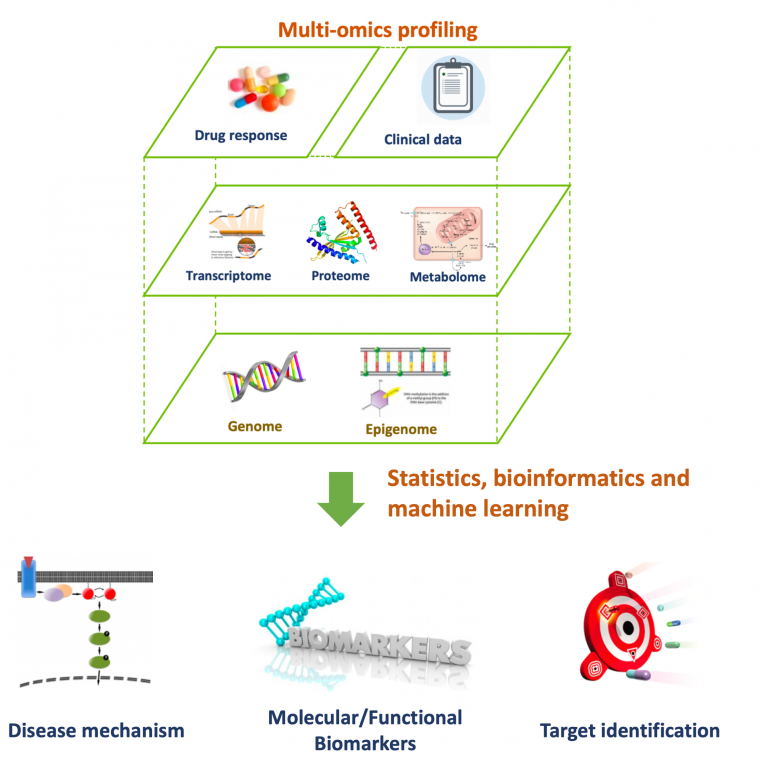 Multi-omics profiling
Drug response
Clinical data
Transcriptome
Proteome
Metabolome
Genome
Epigenome
Statistics, bioinformatics and
machine learning
BIOMARKERS
Disease mechanism
Molecular/Functional
Biomarkers
Target identification